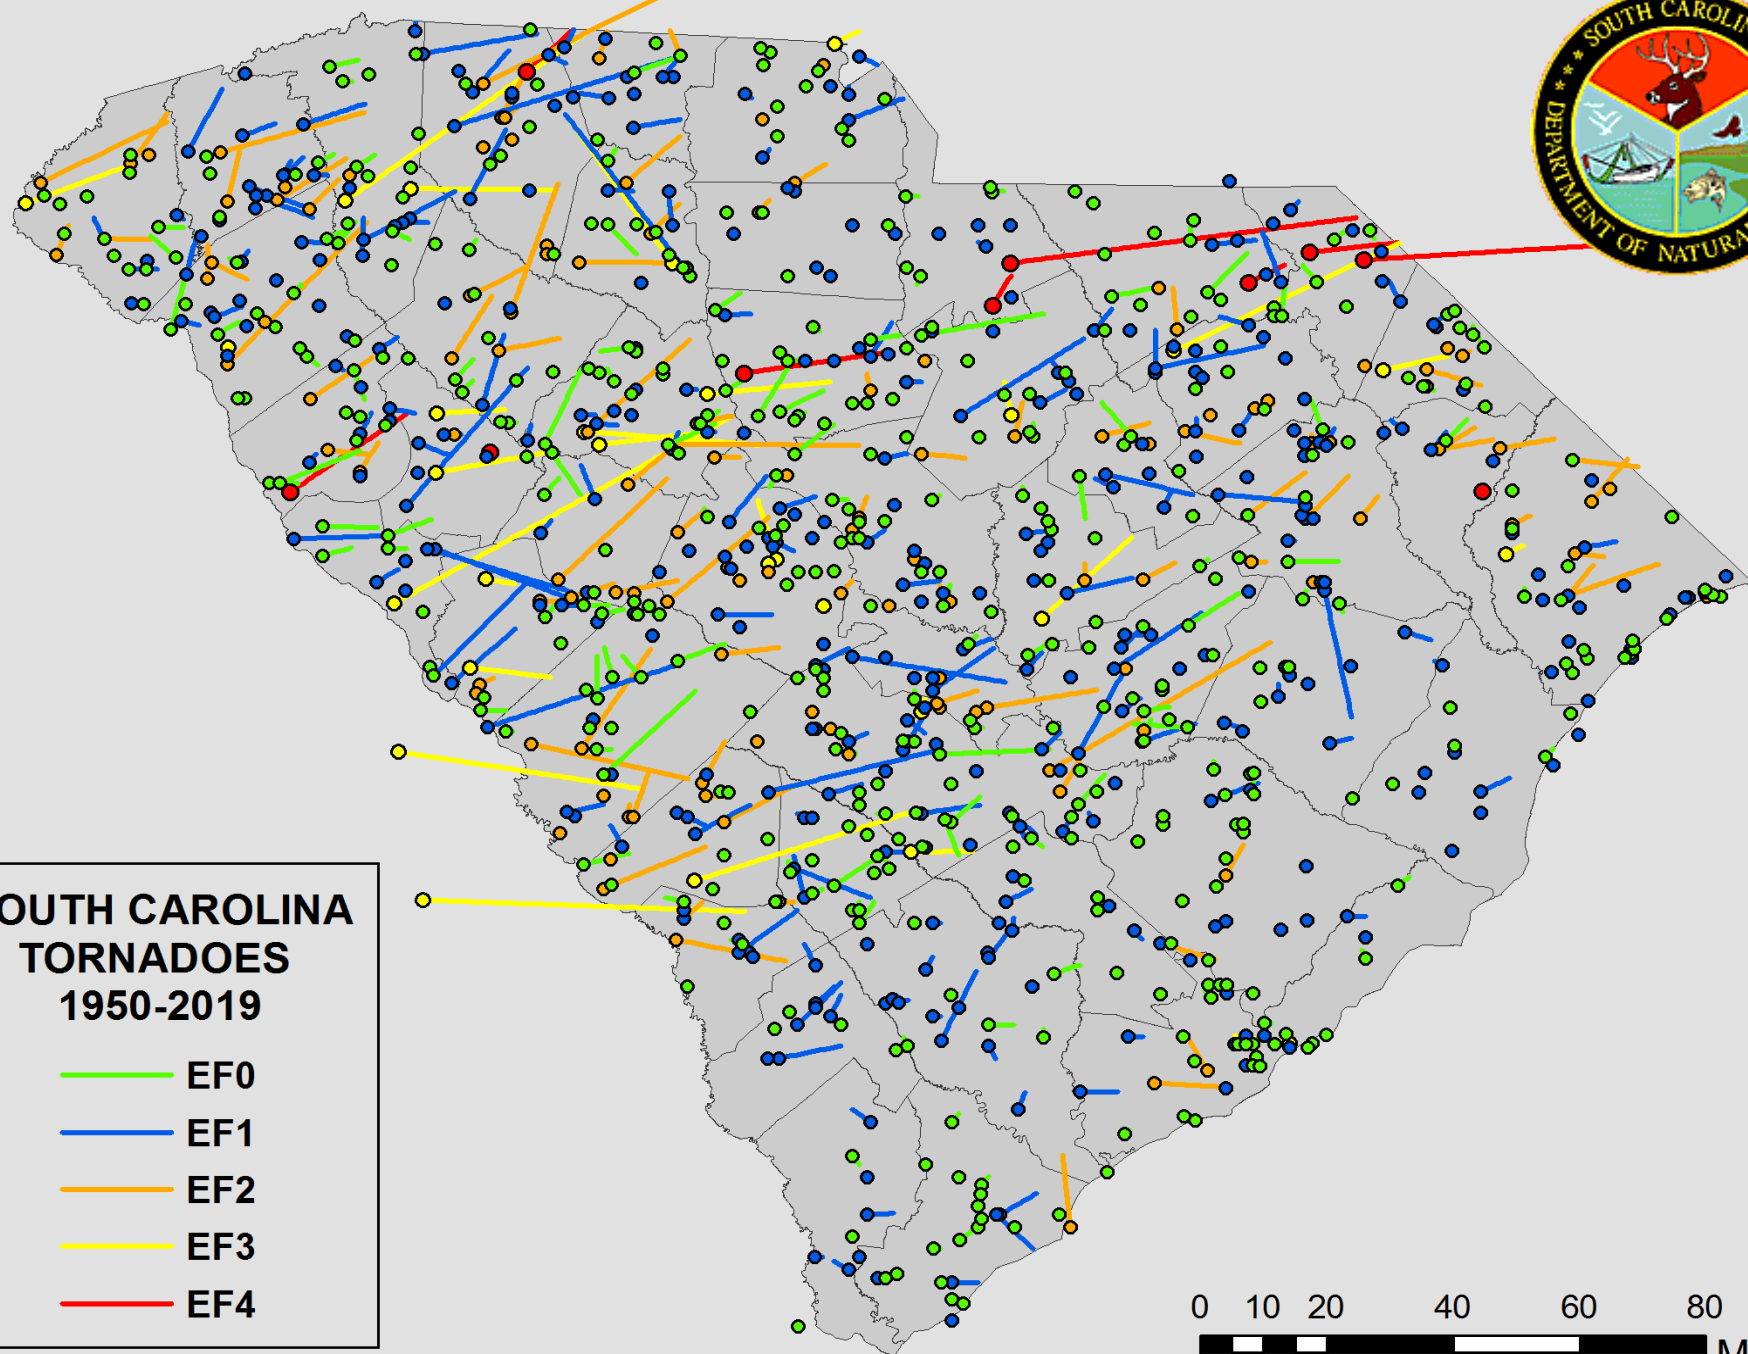 SOUTH CAROLIN
DEPARTMENT OF NATURA
OUTH CAROLINA
TORNADOES
1950-2019
EF0
EF1
EF2
EF3
EF4
0 10 20 40 60 80
M